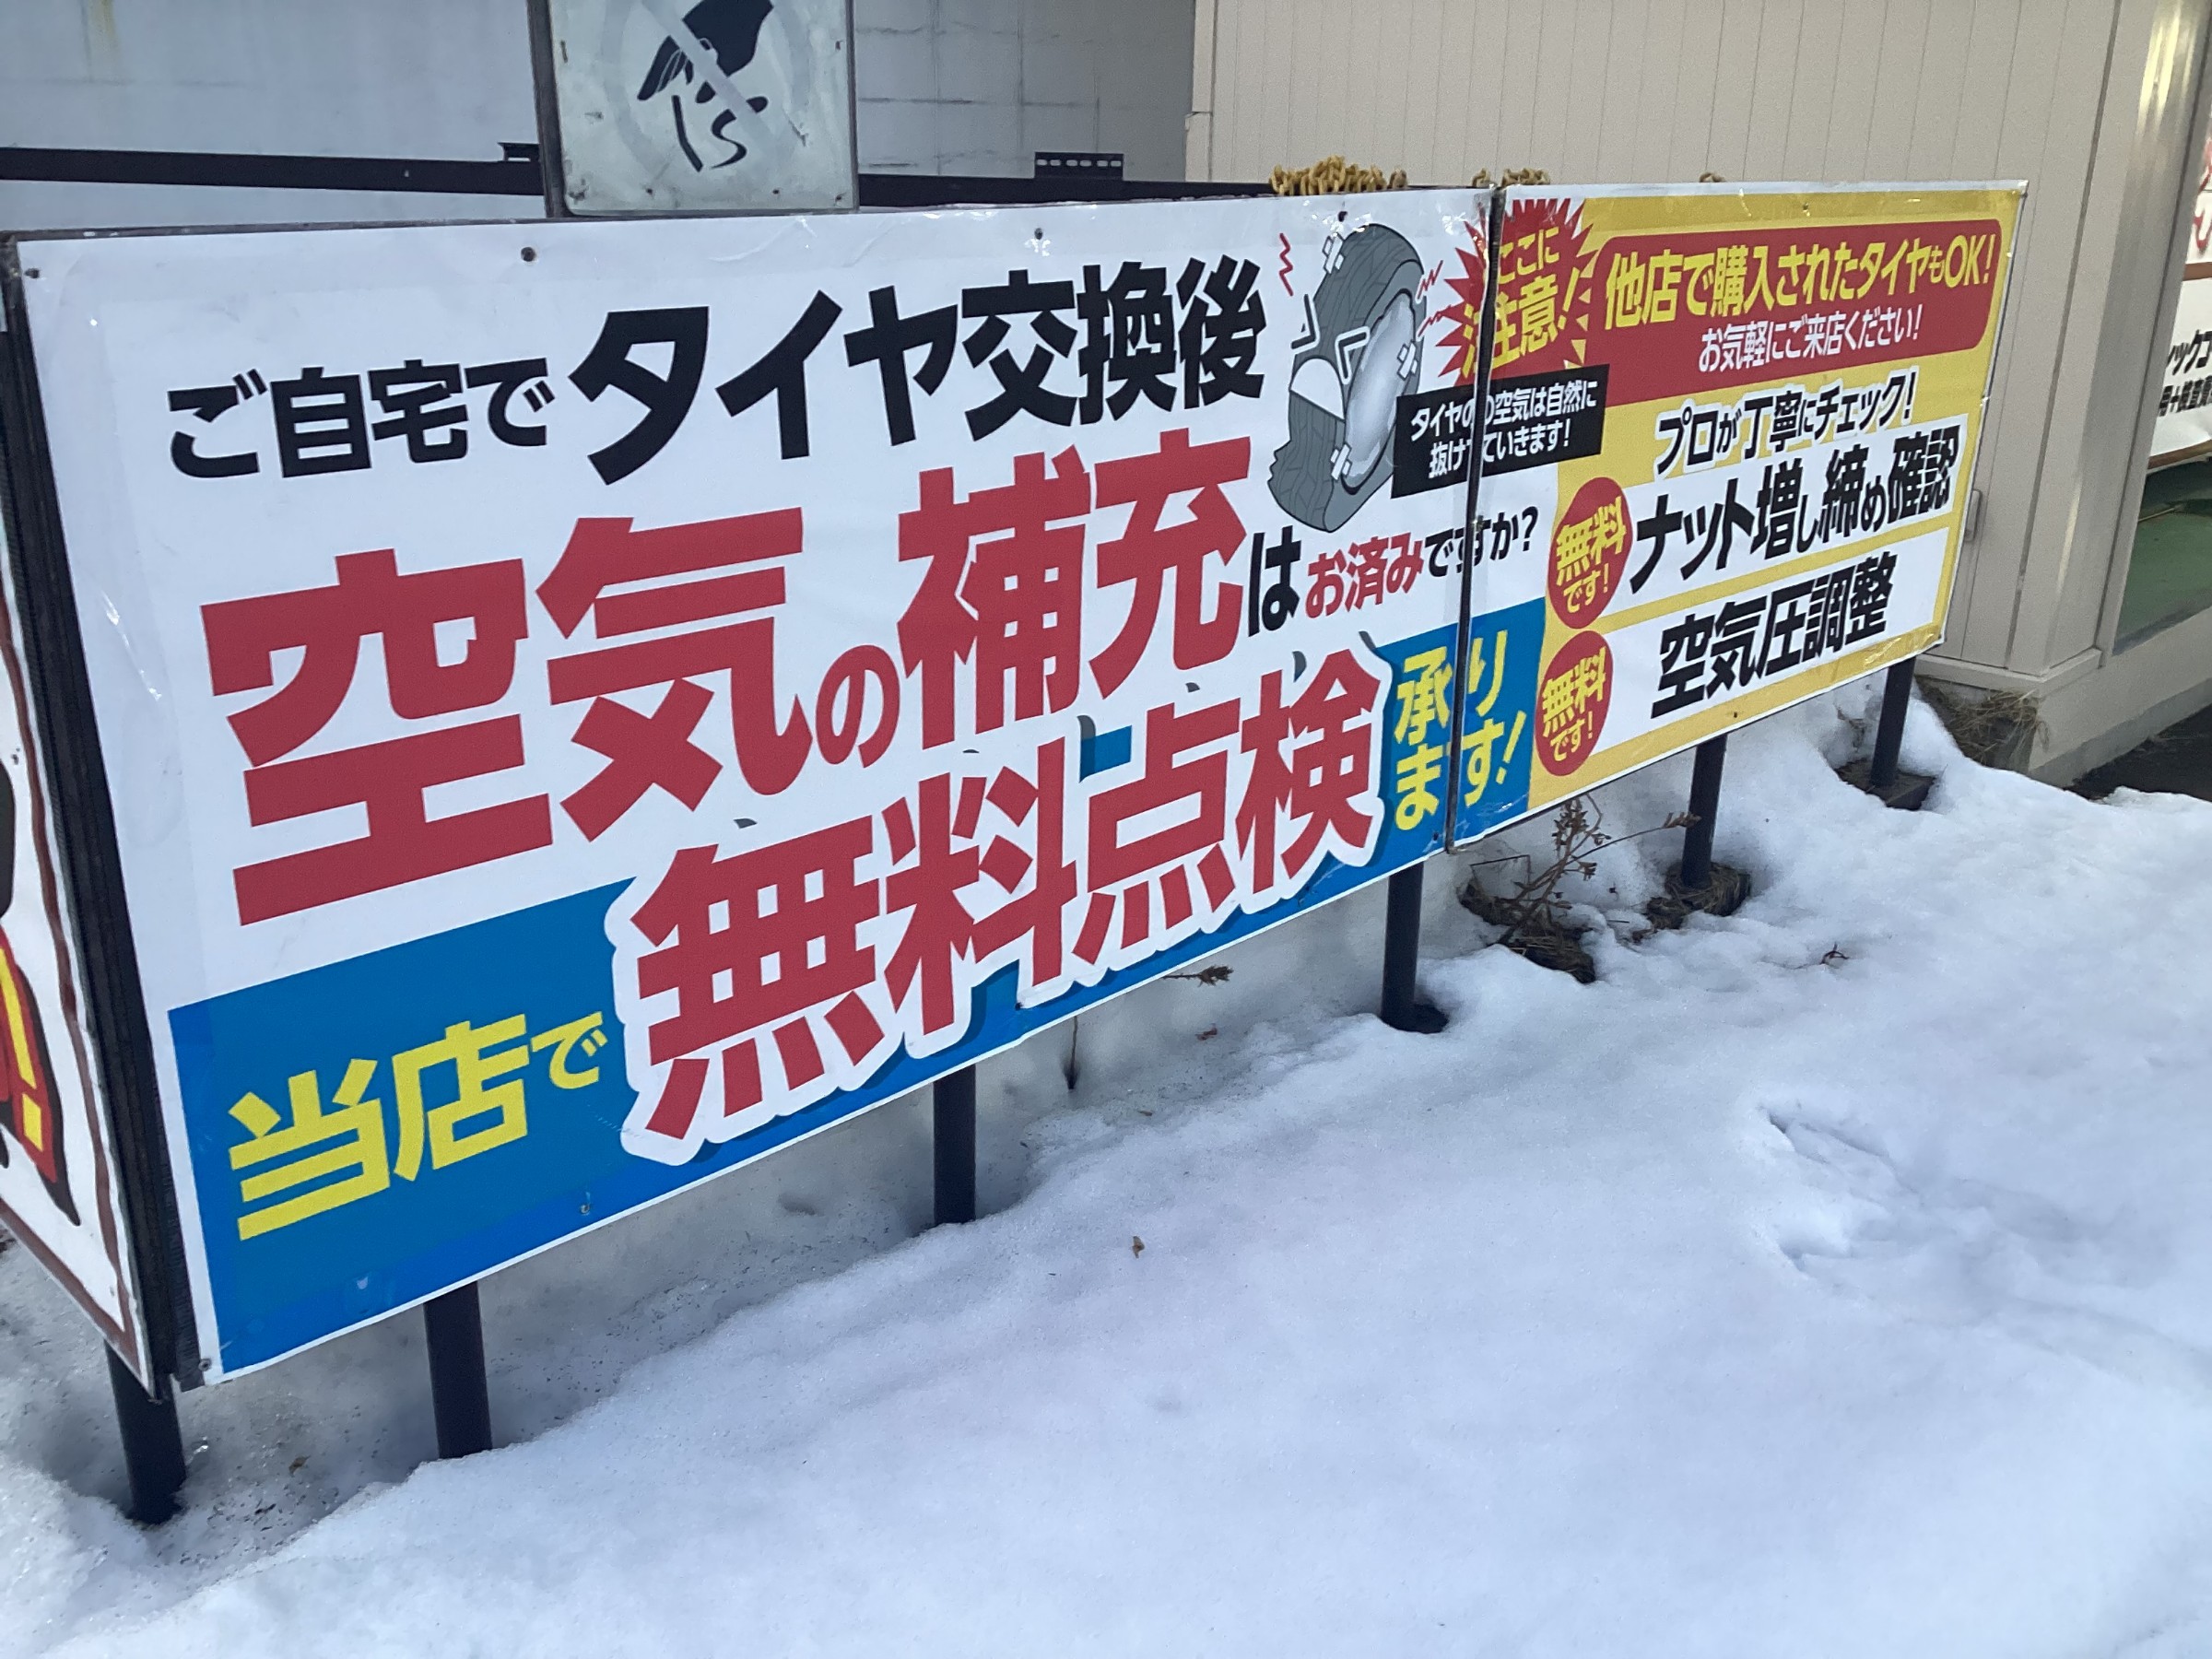 ご自宅でタイヤ交換後
空気の補充はお済みですか?
当店で無料点検承ります!
ここに
注意!
タイヤの空気は自然に
抜けていきます!
他店で購入されたタイヤもOK!
お気軽にご来店ください!
プロが丁寧にチェック!
無料
です!
ナット増し締め確認
無料
です!
空気圧調整